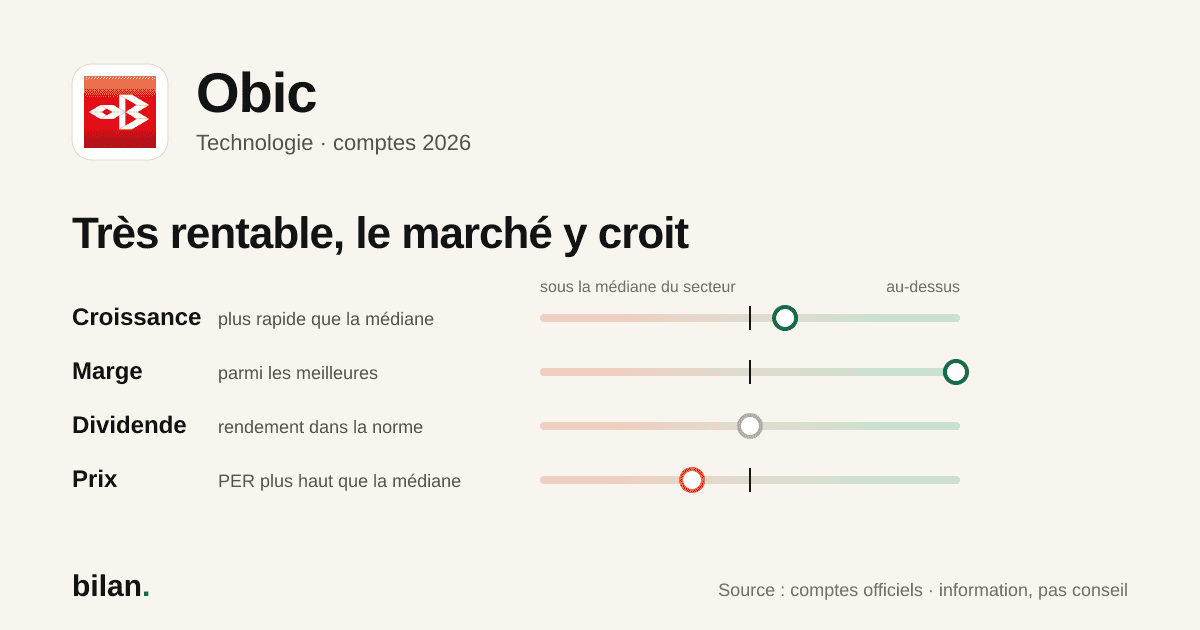 Obic
Technologie · comptes 2026
Très rentable, le marché y croit
sous la médiane du secteur au-dessus
Croissance plus rapide que la médiane
Marge parmi les meilleures
Dividende rendement dans la norme
Prix PER plus haut que la médiane
bilan.
Source : comptes officiels · information, pas conseil